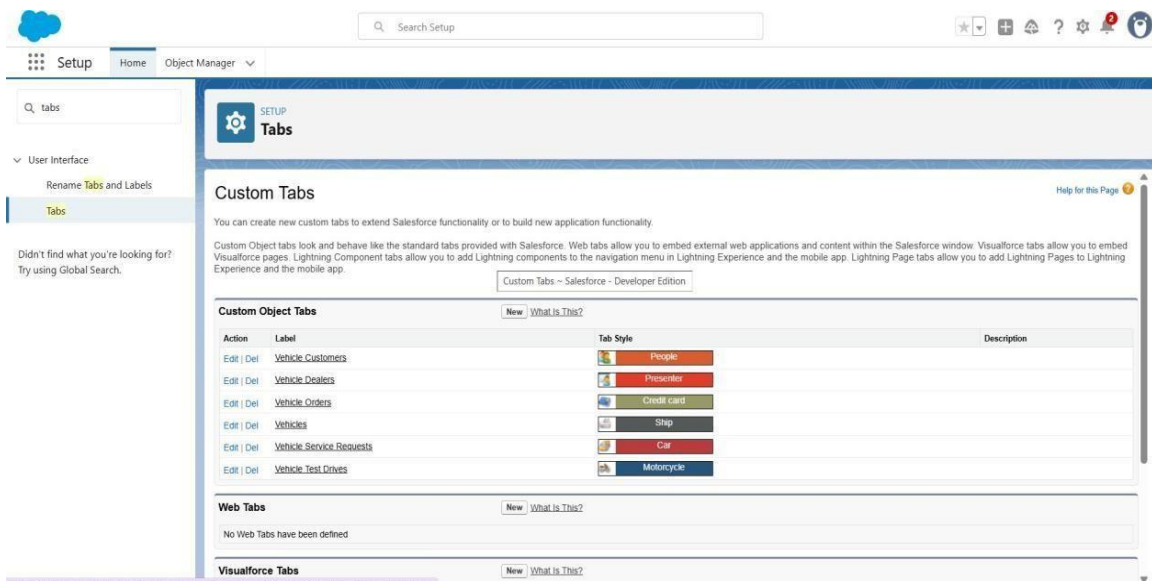 Search Setup
2
Setup
Home
Object Manager
tabs
User Interface
Rename Tabs and Labels
Tabs
Didn't find what you're looking for?
Try using Global Search.
SETUP
Tabs
Custom Tabs
Help for this Page
You can create new custom tabs to extend Salesforce functionality or to build new application functionality.
Custom Object tabs look and behave like the standard tabs provided with Salesforce. Web tabs allow you to embed external web applications and content within the Salesforce window. Visualforce tabs allow you to embed
Visualforce pages. Lightning Component tabs allow you to add Lightning components to the navigation menu in Lightning Experience and the mobile app. Lightning Page tabs allow you to add Lightning Pages to Lightning
Experience and the mobile app.
Custom Tabs ~ Salesforce - Developer Edition
Custom Object Tabs New What Is This?
Action Label Tab Style Description
Edit | Del Vehicle Customers People
Edit | Del Vehicle Dealers Presenter
Edit | Del Vehicle Orders Credit card
Edit | Del Vehicles Ship
Edit | Del Vehicle Service Requests Car
Edit | Del Vehicle Test Drives Motorcycle
Web Tabs New What Is This?
No Web Tabs have been defined
Visualforce Tabs New What Is This?